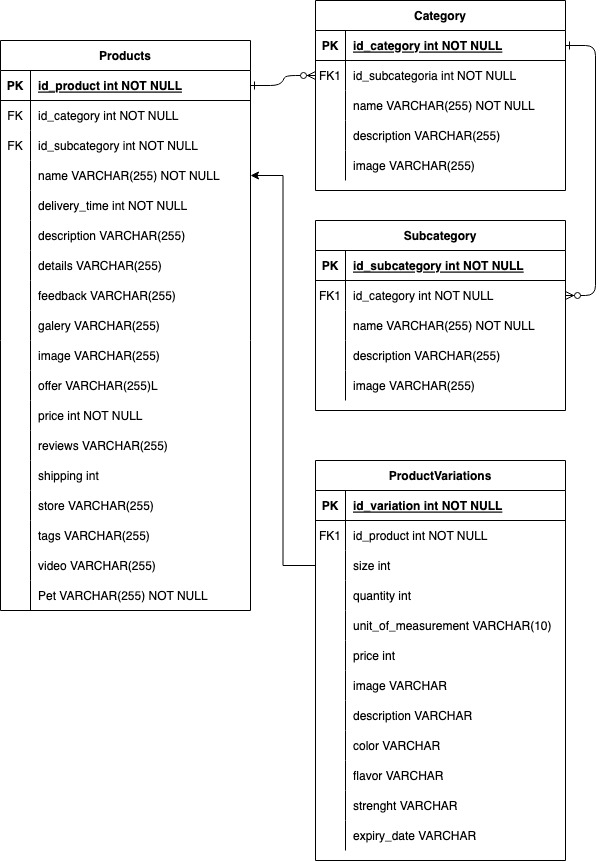 Products
PK id_product int NOT NULL
FK id_category int NOT NULL
FK id_subcategory int NOT NULL
name VARCHAR(255) NOT NULL
delivery_time int NOT NULL
description VARCHAR(255)
details VARCHAR(255)
feedback VARCHAR(255)
galery VARCHAR(255)
image VARCHAR(255)
offer VARCHAR(255)L
price int NOT NULL
reviews VARCHAR(255)
shipping int
store VARCHAR(255)
tags VARCHAR(255)
video VARCHAR(255)
Pet VARCHAR(255) NOT NULL
Category
PK id_category int NOT NULL
FK1 id_subcategoria int NOT NULL
name VARCHAR(255) NOT NULL
description VARCHAR(255)
image VARCHAR(255)
Subcategory
PK id_subcategory int NOT NULL
FK1 id_category int NOT NULL
name VARCHAR(255) NOT NULL
description VARCHAR(255)
image VARCHAR(255)
ProductVariations
PK id_variation int NOT NULL
FK1 id_product int NOT NULL
size int
quantity int
unit_of_measurement VARCHAR(10)
price int
image VARCHAR
description VARCHAR
color VARCHAR
flavor VARCHAR
strenght VARCHAR
expiry_date VARCHAR